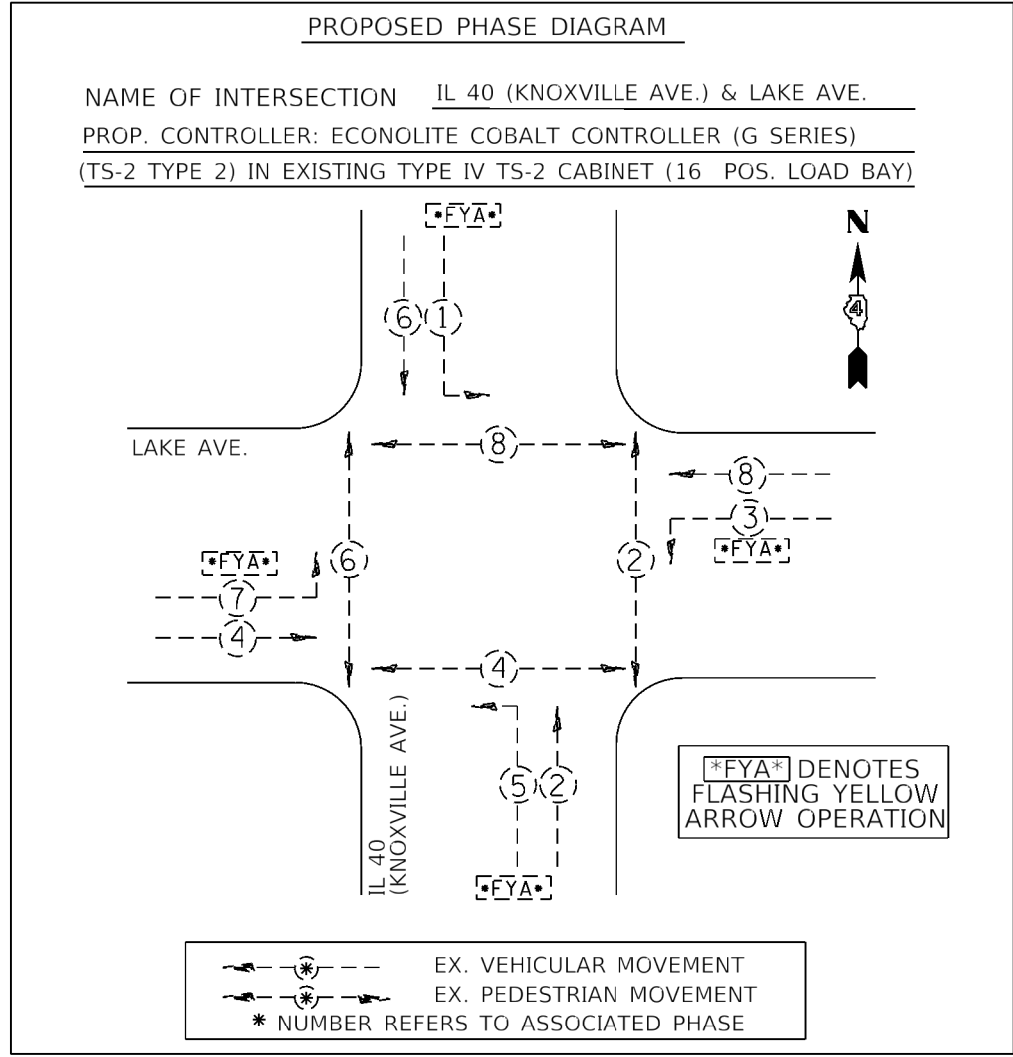 PROPOSED PHASE DIAGRAM
NAME OF INTERSECTION IL 40 (KNOXVILLE AVE.) & LAKE AVE.
PROP. CONTROLLER: ECONOLITE COBALT CONTROLLER (G SERIES)
(TS-2 TYPE 2) IN EXISTING TYPE IV TS-2 CABINET (16 POS. LOAD BAY)
*FYA*
N
6 1
4
LAKE AVE.
8
8
3
*FYA*
*FYA*
6
2
7
4
4
IL 40
(KNOXVILLE AVE.)
5 2
*FYA*
*FYA* DENOTES
FLASHING YELLOW
ARROW OPERATION
* EX. VEHICULAR MOVEMENT
* EX. PEDESTRIAN MOVEMENT
* NUMBER REFERS TO ASSOCIATED PHASE